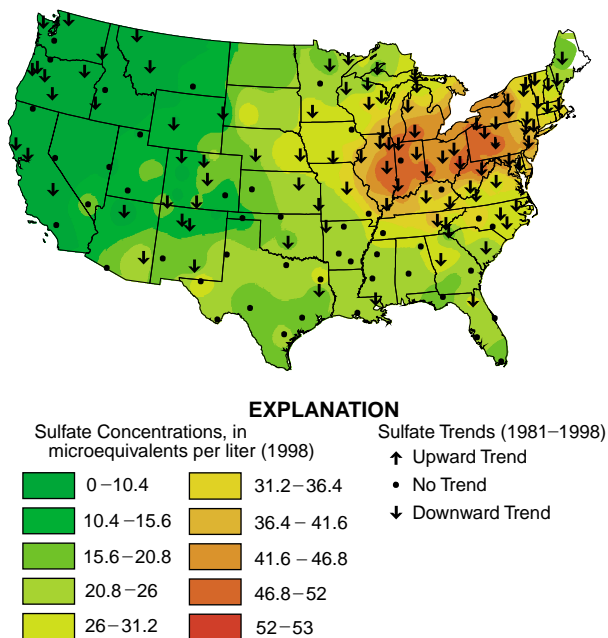 EXPLANATION
Sulfate Concentrations, in
microequivalents per liter (1998)
0–10.4
10.4–15.6
15.6–20.8
20.8–26
26–31.2
31.2–36.4
36.4–41.6
41.6–46.8
46.8–52
52–53
Sulfate Trends (1981–1998)
Upward Trend
No Trend
Downward Trend